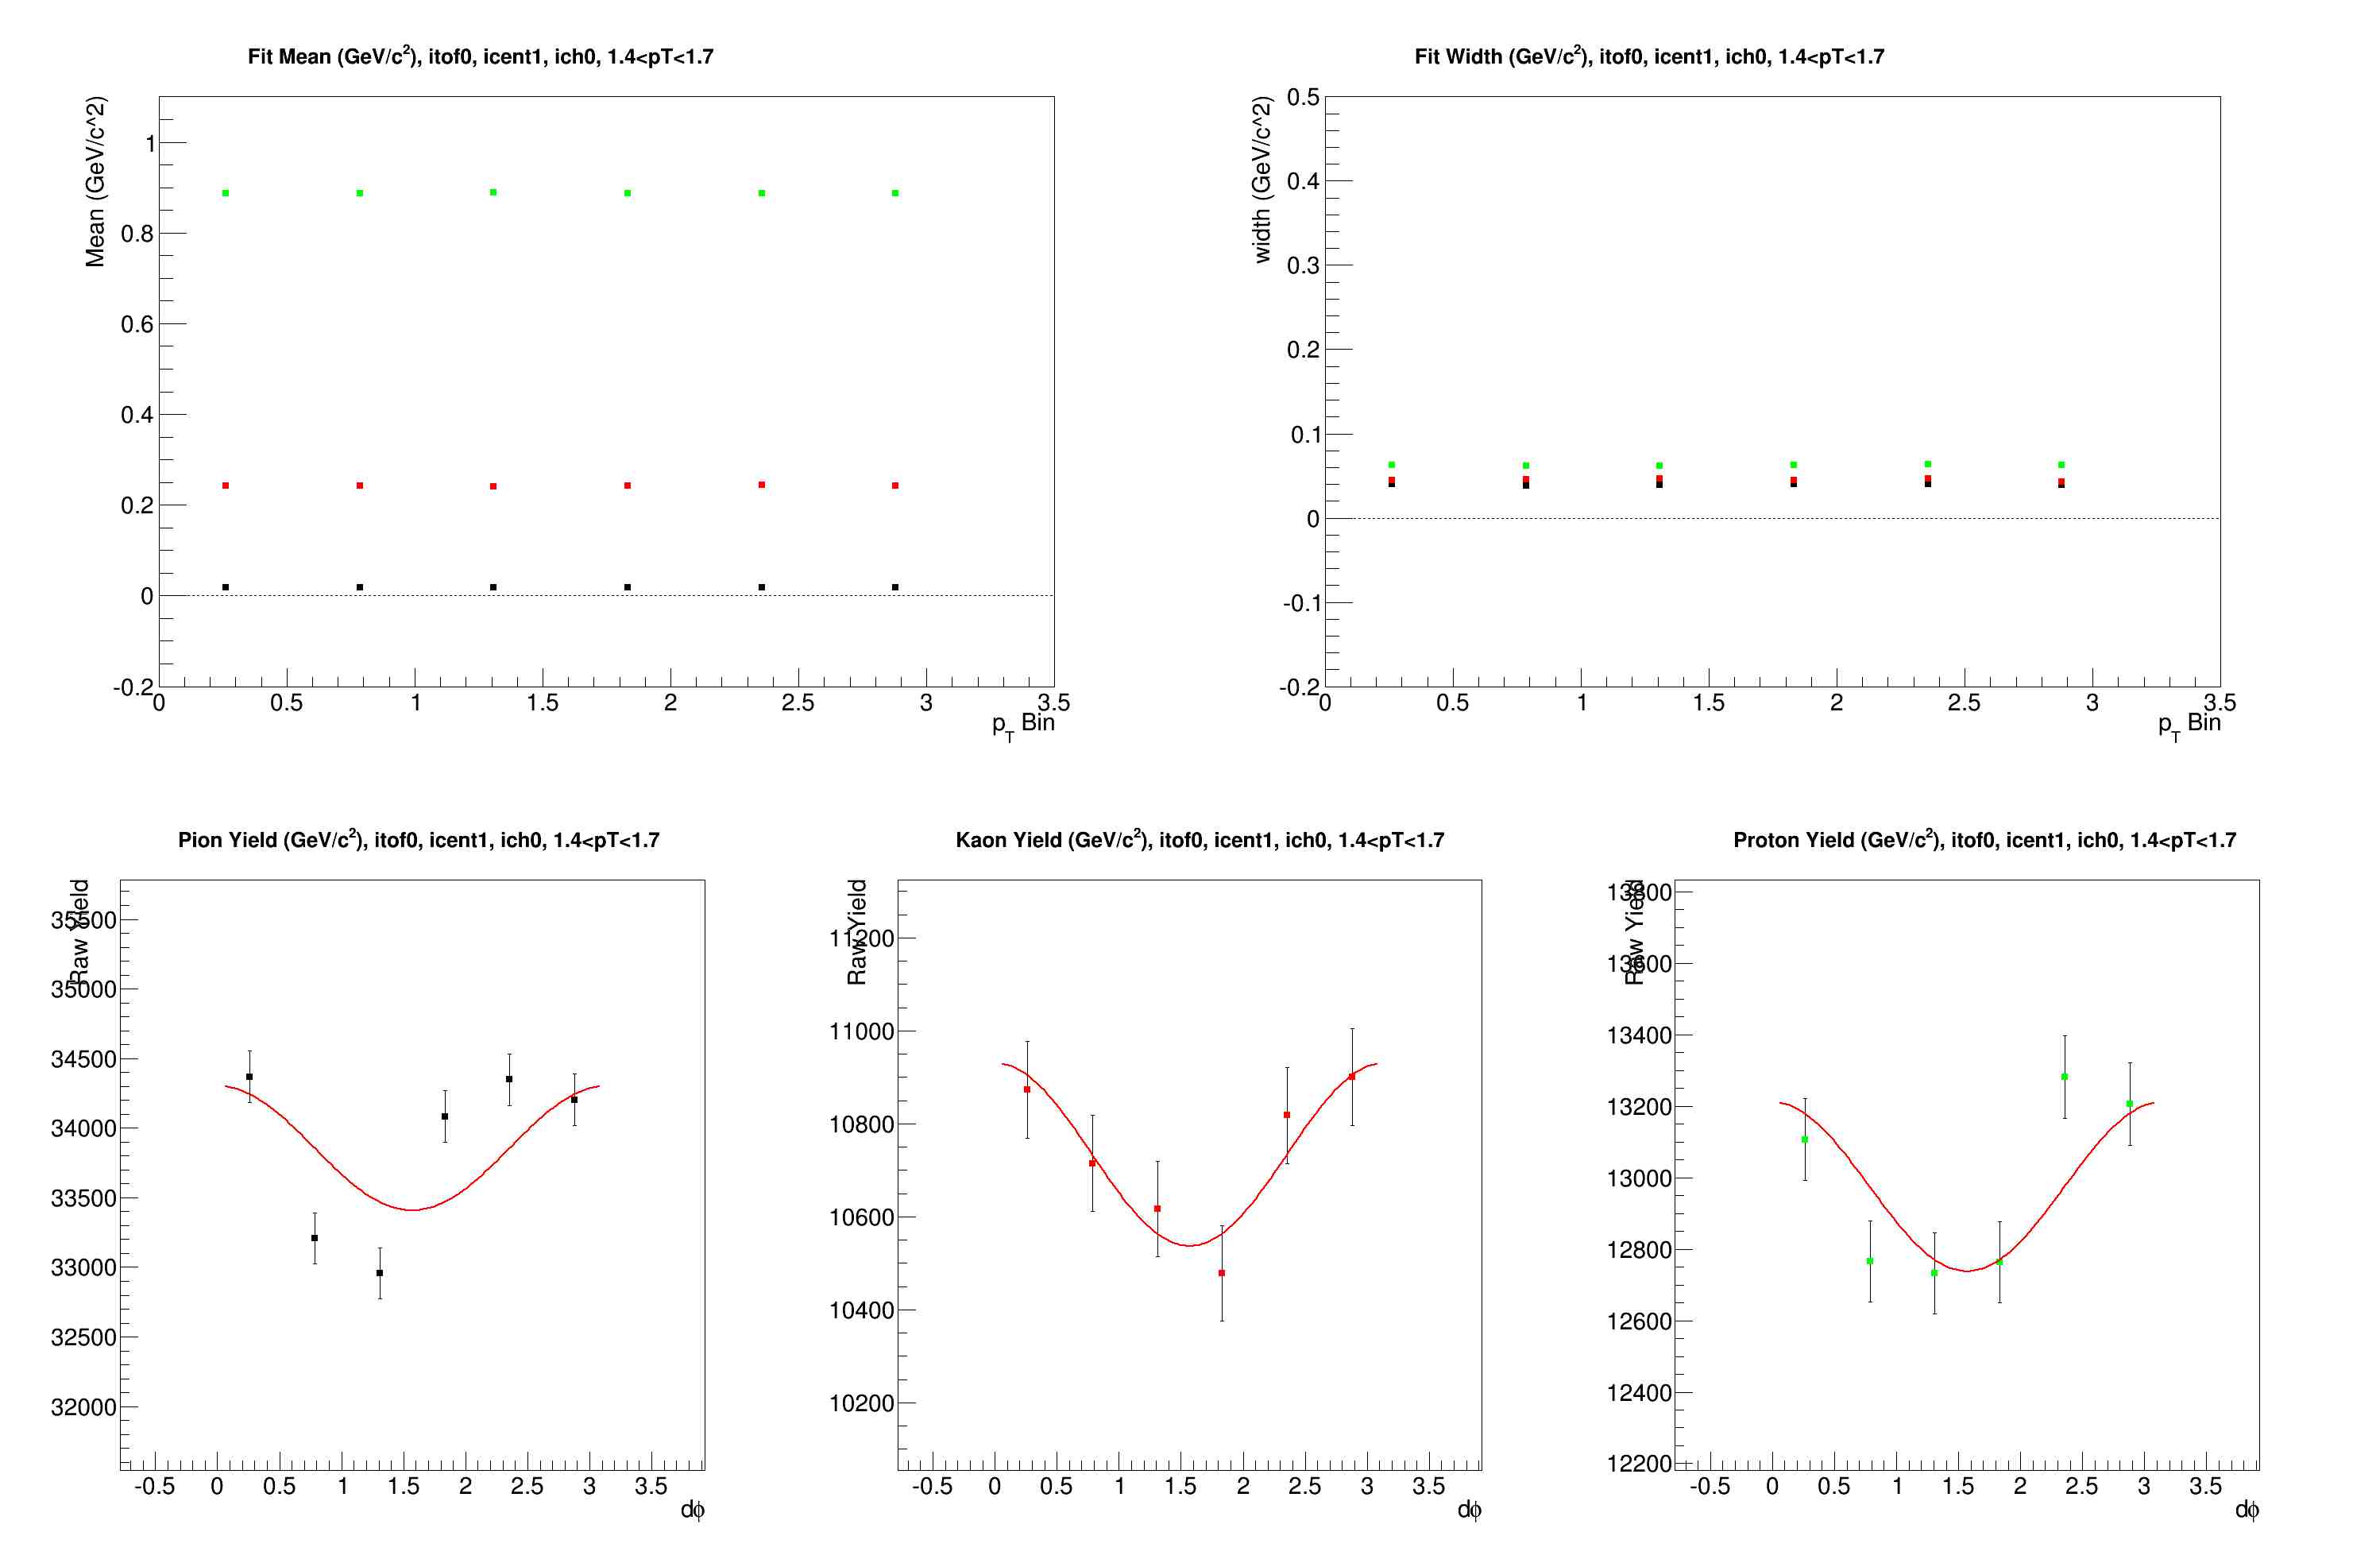 Fit Mean (GeV/c2), itof0, icent1, ich0, 1.4<pT<1.7
Mean (GeV/c^2)
1
0.8
0.6
0.4
0.2
0
-0.2
0 0.5 1 1.5 2 2.5 3 3.5
pT Bin
Fit Width (GeV/c2), itof0, icent1, ich0, 1.4<pT<1.7
width (GeV/c^2)
0.5
0.4
0.3
0.2
0.1
0
-0.1
-0.2
0 0.5 1 1.5 2 2.5 3 3.5
pT Bin
Pion Yield (GeV/c2), itof0, icent1, ich0, 1.4<pT<1.7
Raw Yield
35500
35000
34500
34000
33500
33000
32500
32000
-0.5 0 0.5 1 1.5 2 2.5 3 3.5
dϕ
Kaon Yield (GeV/c2), itof0, icent1, ich0, 1.4<pT<1.7
Raw Yield
11200
11000
10800
10600
10400
10200
-0.5 0 0.5 1 1.5 2 2.5 3 3.5
dϕ
Proton Yield (GeV/c2), itof0, icent1, ich0, 1.4<pT<1.7
Raw Yield
13800
13600
13400
13200
13000
12800
12600
12400
12200
-0.5 0 0.5 1 1.5 2 2.5 3 3.5
dϕ